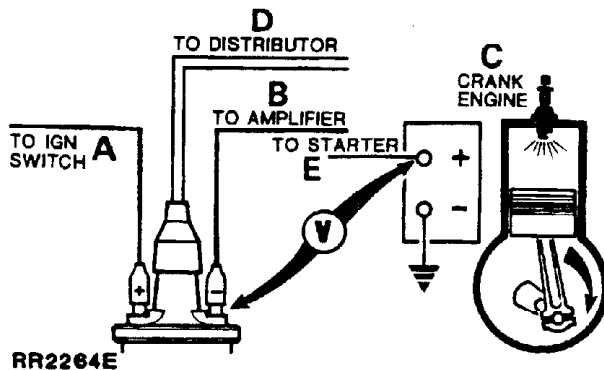 D
TO DISTRIBUTOR
C
CRANK
ENGINE
B
TO AMPLIFIER
TO IGN
SWITCH A
TO STARTER
E
+
-
V
+
-
RR2264E